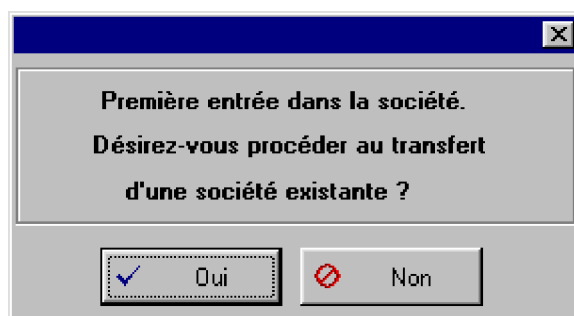 Première entrée dans la société.
Désirez-vous procéder au transfert
d'une société existante ?
Oui
Non